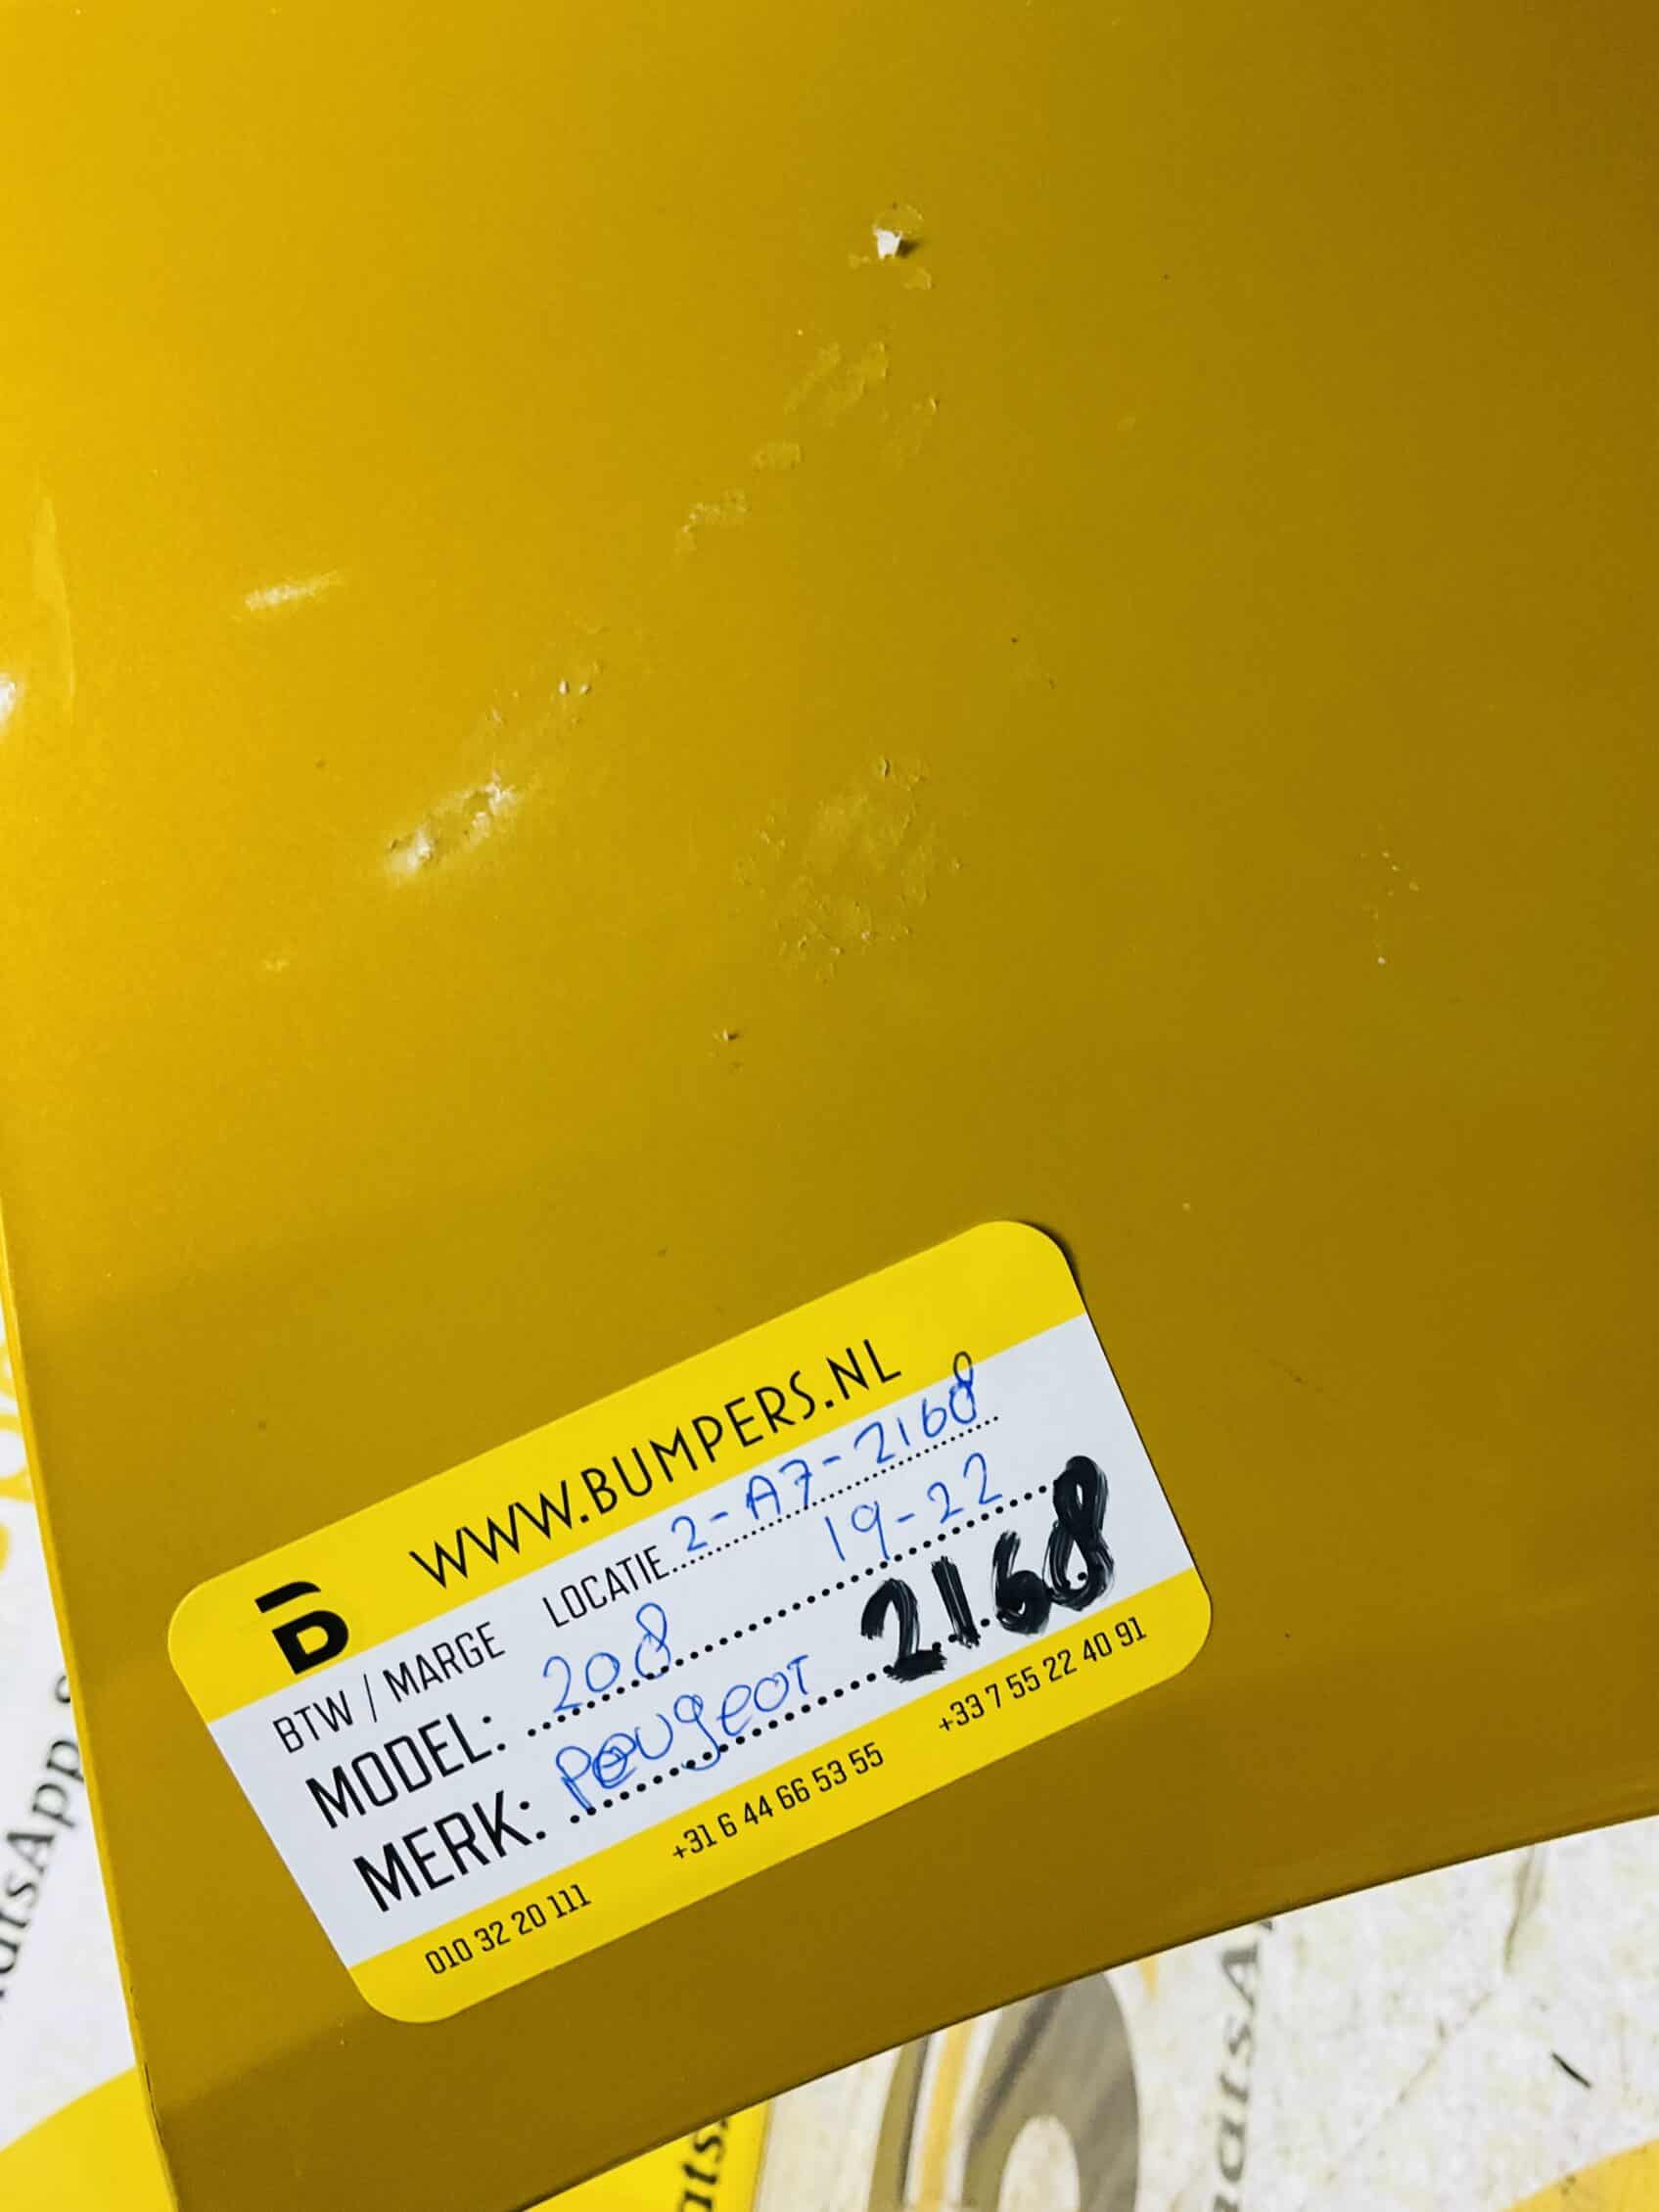 WWW.BUMPERS.NL
BTW / MARGE LOCATIE 2-A7-2168
MODEL: 208 19-22
MERK: Peugeot 2168
010 32 20 111 +31 6 44 66 53 55 +33 7 55 22 40 91
atsApp